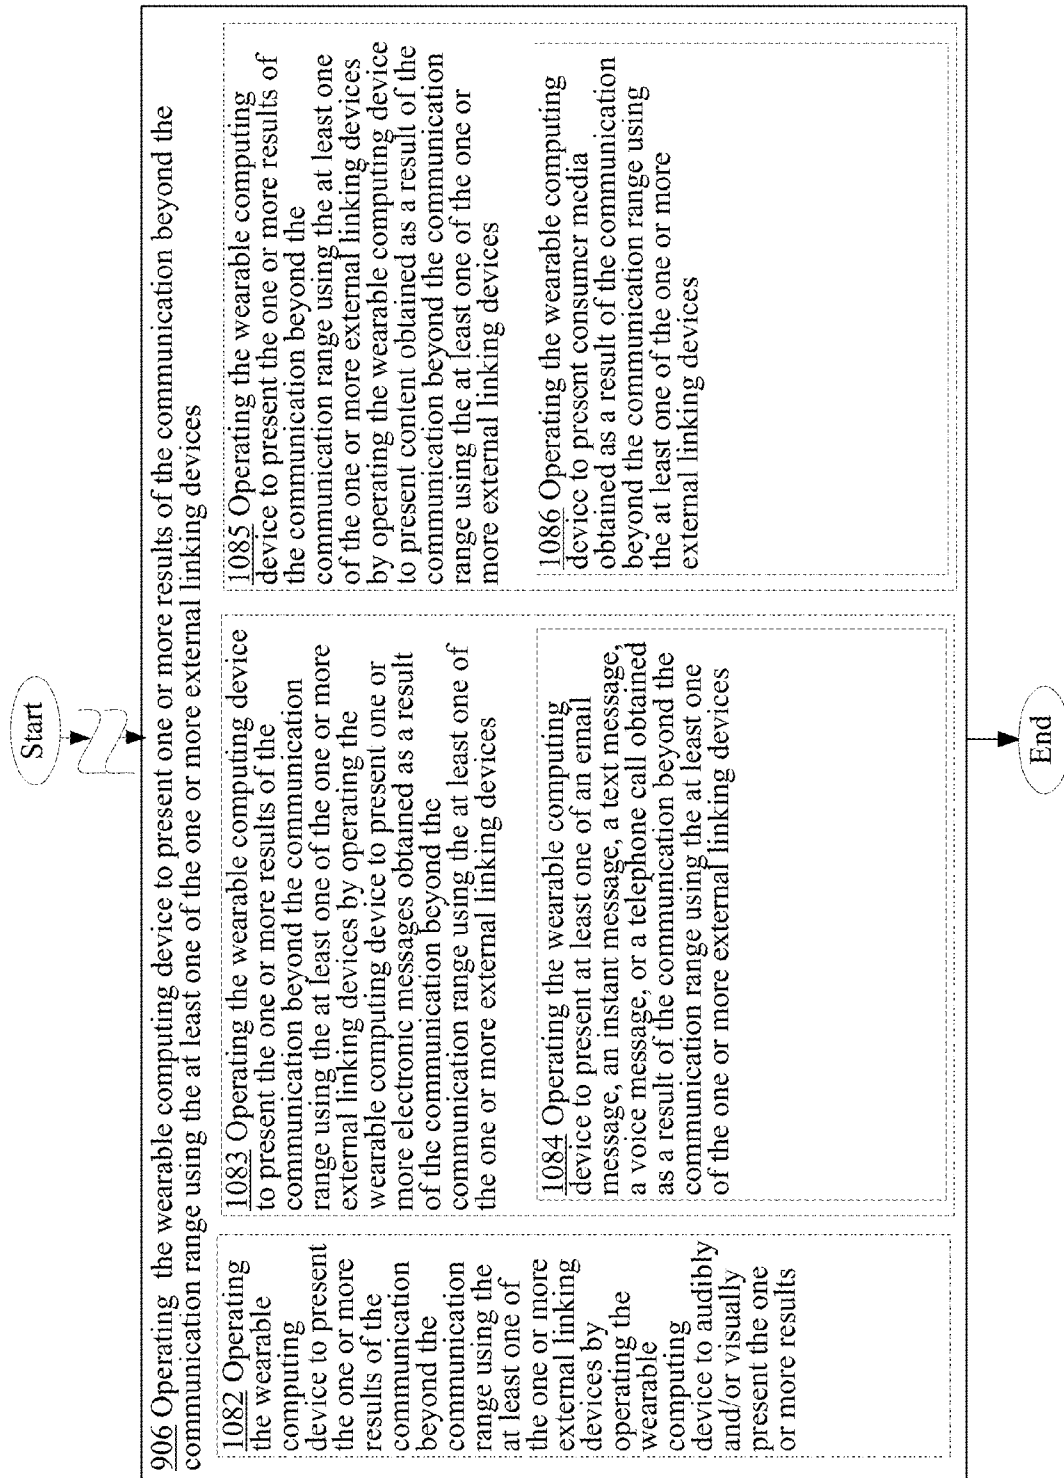 Start
906 Operating the wearable computing device to present one or more results of the communication beyond the
communication range using the at least one of the one or more external linking devices
1082 Operating
the wearable
computing
device to present
the one or more
results of the
communication
beyond the
communication
range using the
at least one of
the one or more
external linking
devices by
operating the
wearable
computing
device to audibly
and/or visually
present the one
or more results
1083 Operating the wearable computing device
to present the one or more results of the
communication beyond the communication
range using the at least one of the one or more
external linking devices by operating the
wearable computing device to present one or
more electronic messages obtained as a result
of the communication beyond the
communication range using the at least one of
the one or more external linking devices
1084 Operating the wearable computing
device to present at least one of an email
message, an instant message, a text message,
a voice message, or a telephone call obtained
as a result of the communication beyond the
communication range using the at least one
of the one or more external linking devices
1085 Operating the wearable computing
device to present the one or more results of
the communication beyond the
communication range using the at least one
of the one or more external linking devices
by operating the wearable computing device
to present content obtained as a result of the
communication beyond the communication
range using the at least one of the one or
more external linking devices
1086 Operating the wearable computing
device to present consumer media
obtained as a result of the communication
beyond the communication range using
the at least one of the one or more
external linking devices
End